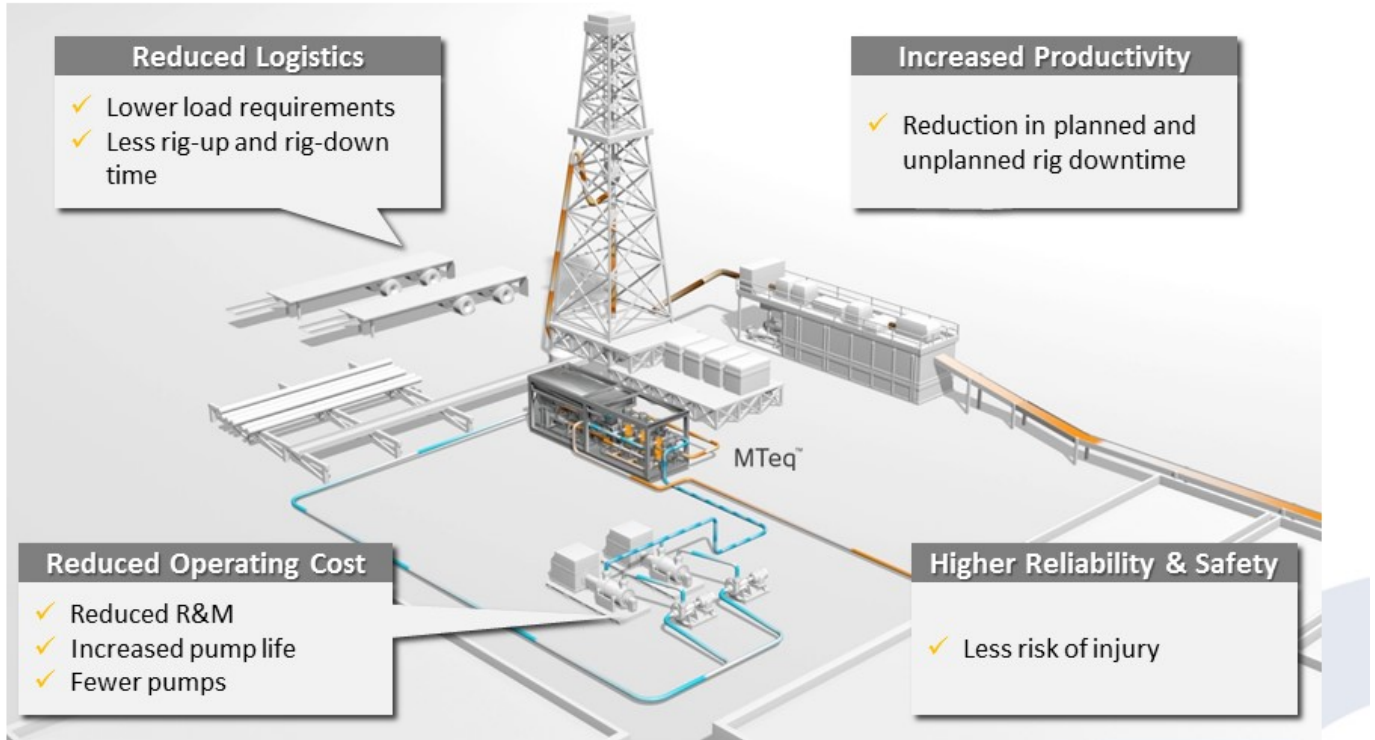 Reduced Logistics
✓ Lower load requirements
✓ Less rig-up and rig-down
time
Increased Productivity
✓ Reduction in planned and
unplanned rig downtime
MTeq™
Reduced Operating Cost
✓ Reduced R&M
✓ Increased pump life
✓ Fewer pumps
Higher Reliability & Safety
✓ Less risk of injury